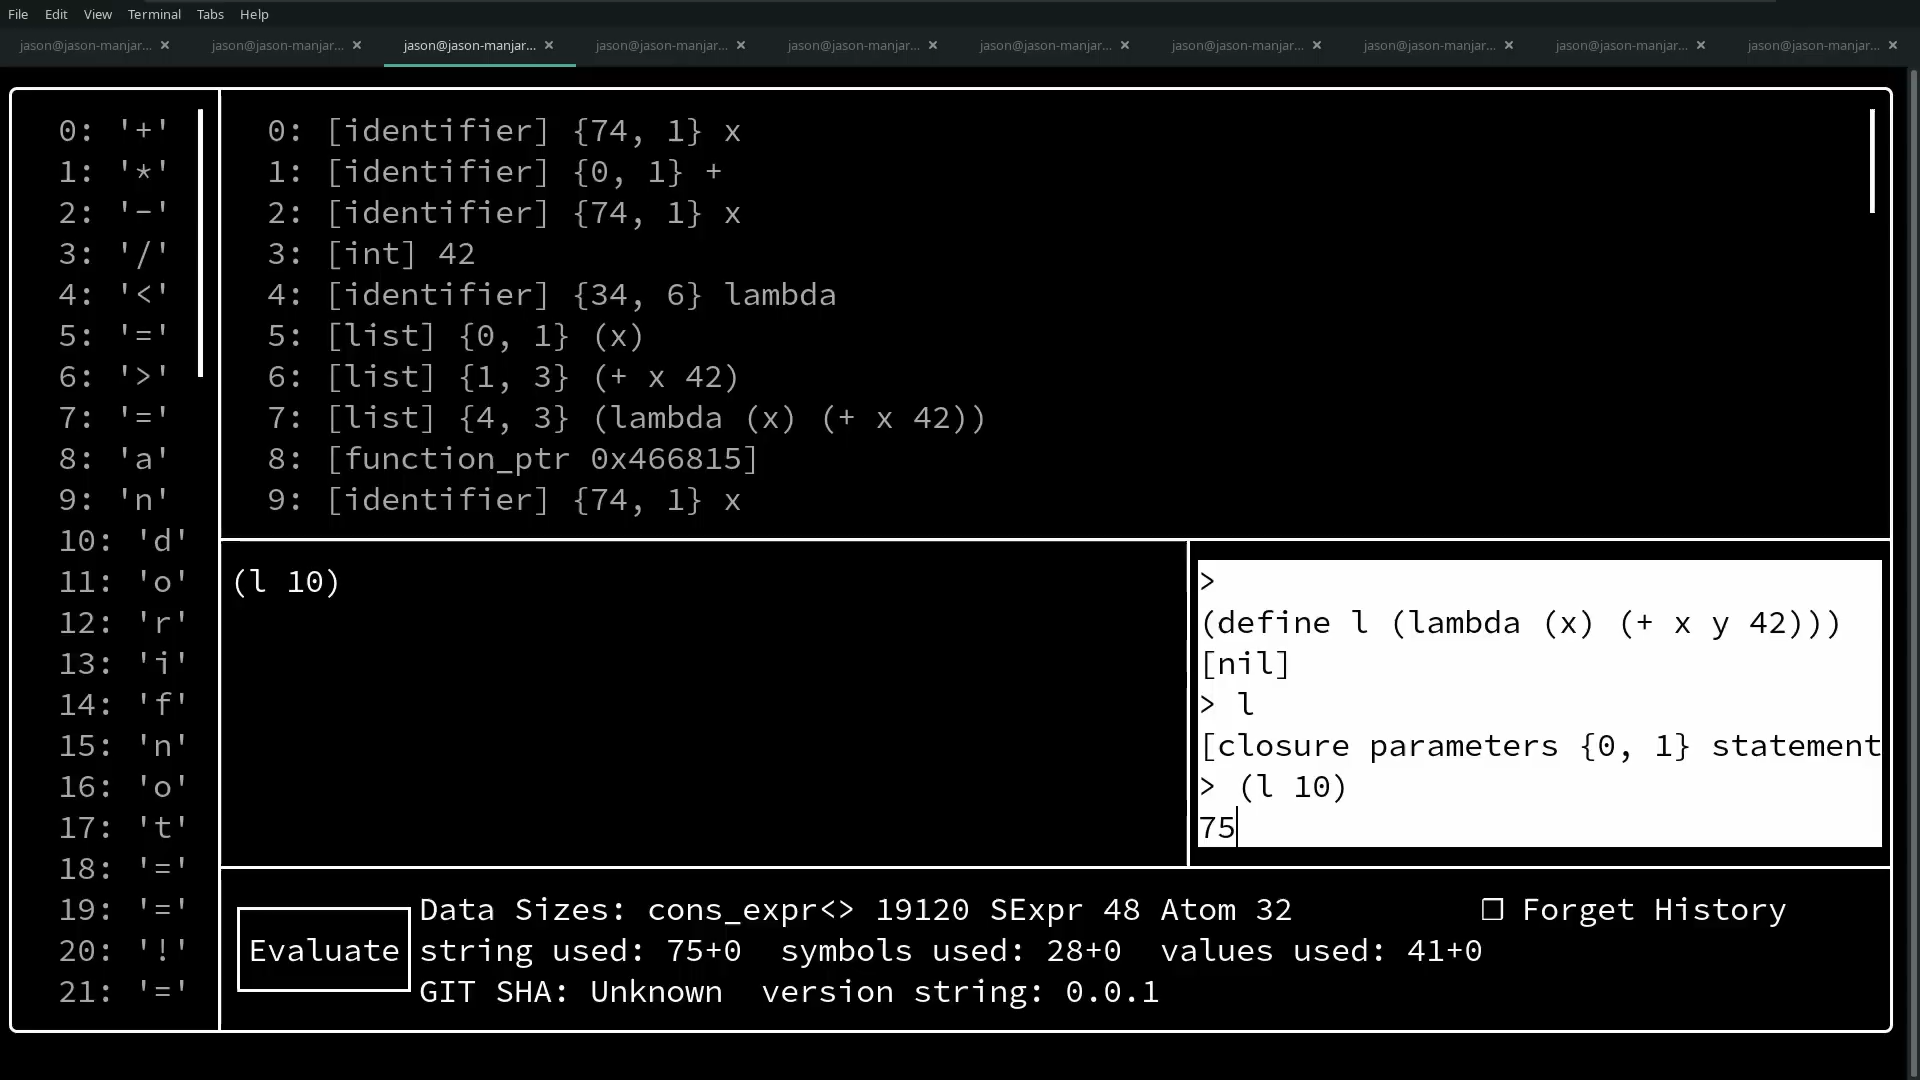 File Edit View Terminal Tabs Help
jason@jason-manjar... × jason@jason-manjar... × jason@jason-manjar... × jason@jason-manjar... × jason@jason-manjar... × jason@jason-manjar... × jason@jason-manjar... × jason@jason-manjar... × jason@jason-manjar... × jason@jason-manjar... ×
0: '+'
1: '*'
2: '-'
3: '/'
4: '<'
5: '='
6: '>'
7: '='
8: 'a'
9: 'n'
10: 'd'
11: 'o'
12: 'r'
13: 'i'
14: 'f'
15: 'n'
16: 'o'
17: 't'
18: '='
19: '='
20: '!'
21: '='
0: [identifier] {74, 1} x
1: [identifier] {0, 1} +
2: [identifier] {74, 1} x
3: [int] 42
4: [identifier] {34, 6} lambda
5: [list] {0, 1} (x)
6: [list] {1, 3} (+ x 42)
7: [list] {4, 3} (lambda (x) (+ x 42))
8: [function_ptr 0x466815]
9: [identifier] {74, 1} x
(l 10)
>
(define l (lambda (x) (+ x y 42)))
[nil]
> l
[closure parameters {0, 1} statement
> (l 10)
75
Evaluate
Data Sizes: cons_expr<> 19120 SExpr 48 Atom 32 ☐ Forget History
string used: 75+0 symbols used: 28+0 values used: 41+0
GIT SHA: Unknown version string: 0.0.1